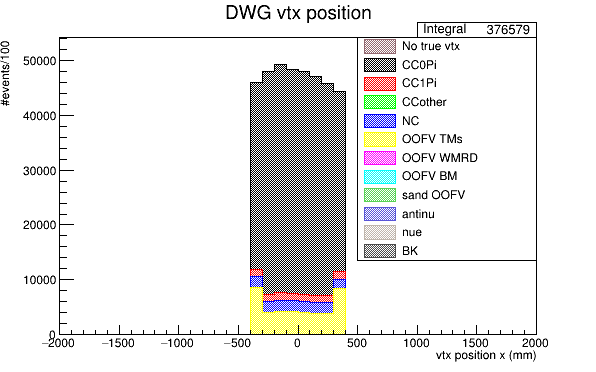 DWG vtx position
Integral 376579
#events/100
50000
40000
30000
20000
10000
0
No true vtx
CC0Pi
CC1Pi
CCother
NC
OOFV TMs
OOFV WMRD
OOFV BM
sand OOFV
antinu
nue
BK
−2000 −1500 −1000 −500 0 500 1000 1500 2000
vtx position x (mm)